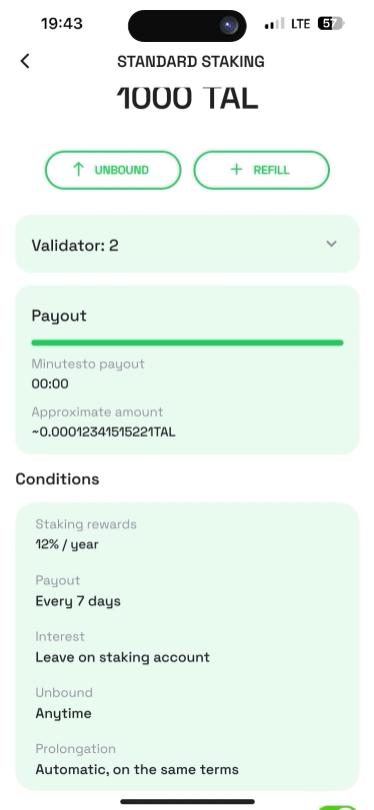 19:43
LTE
57
STANDARD STAKING
1000 TAL
UNBOUND
REFILL
Validator: 2
Payout
Minutesto payout
00:00
Approximate amount
~0.00012341515221TAL
Conditions
Staking rewards
12% / year
Payout
Every 7 days
Interest
Leave on staking account
Unbound
Anytime
Prolongation
Automatic, on the same terms